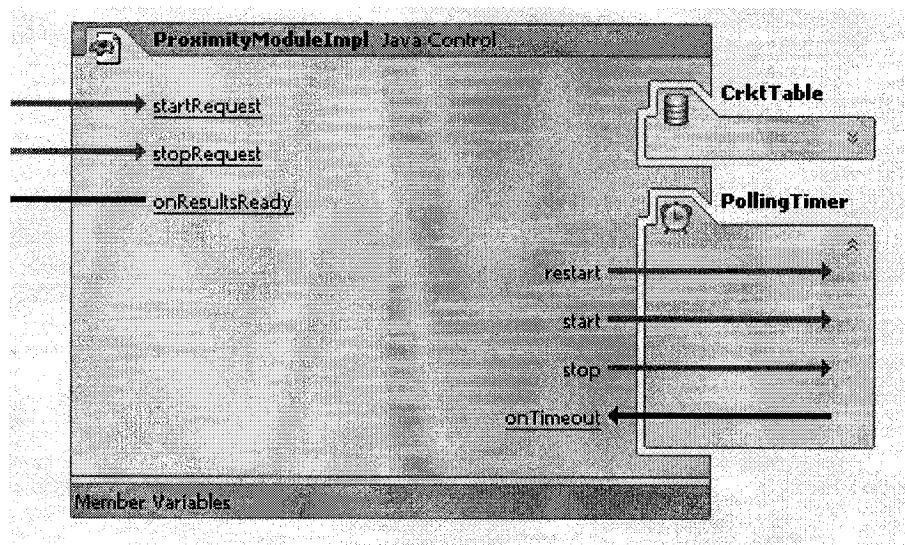 ProximityModuleImpl Java Control
startRequest
stopRequest
onResultsReady
CrktTable
PollingTimer
restart
start
stop
onTimeout
Member Variables